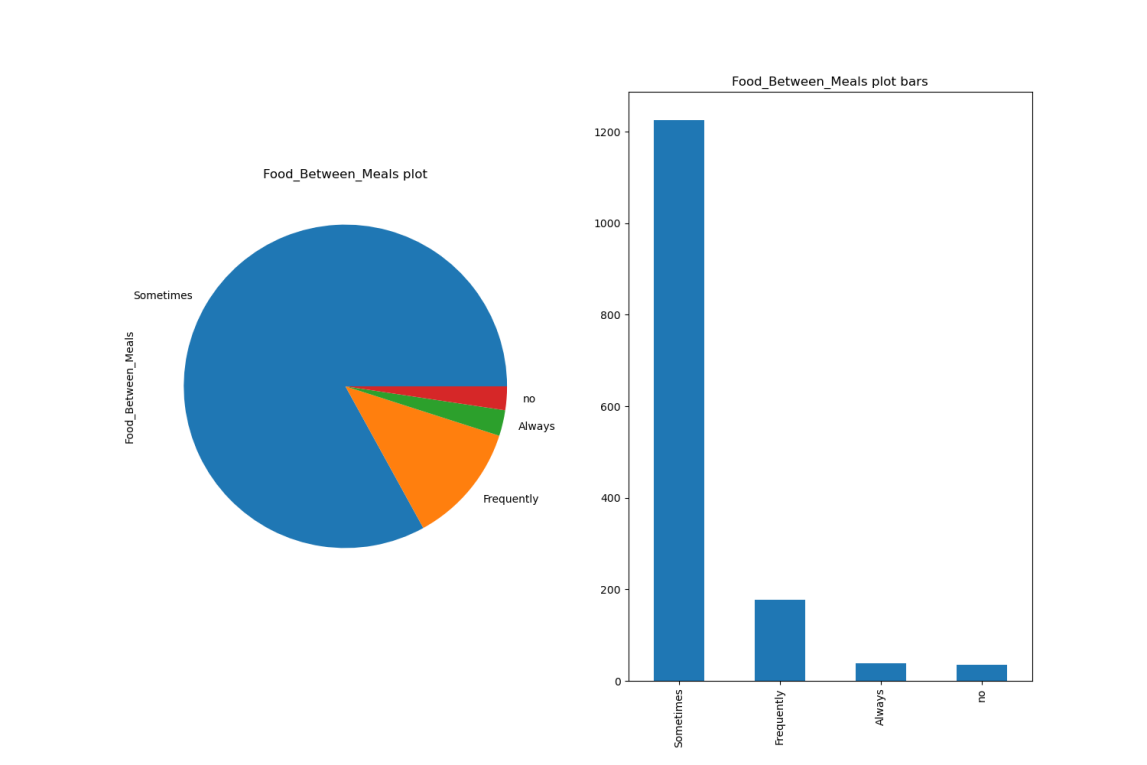 Food_Between_Meals plot
Sometimes
Food_Between_Meals
no
Always
Frequently
Food_Between_Meals plot bars
1200
1000
800
600
400
200
0
Sometimes
Frequently
Always
no